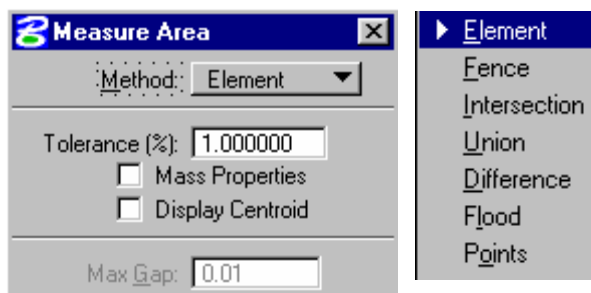 Measure Area
Method: Element
Tolerance (%): 1.000000
Mass Properties
Display Centroid
Max Gap: 0.01
Element
Fence
Intersection
Union
Difference
Flood
Points